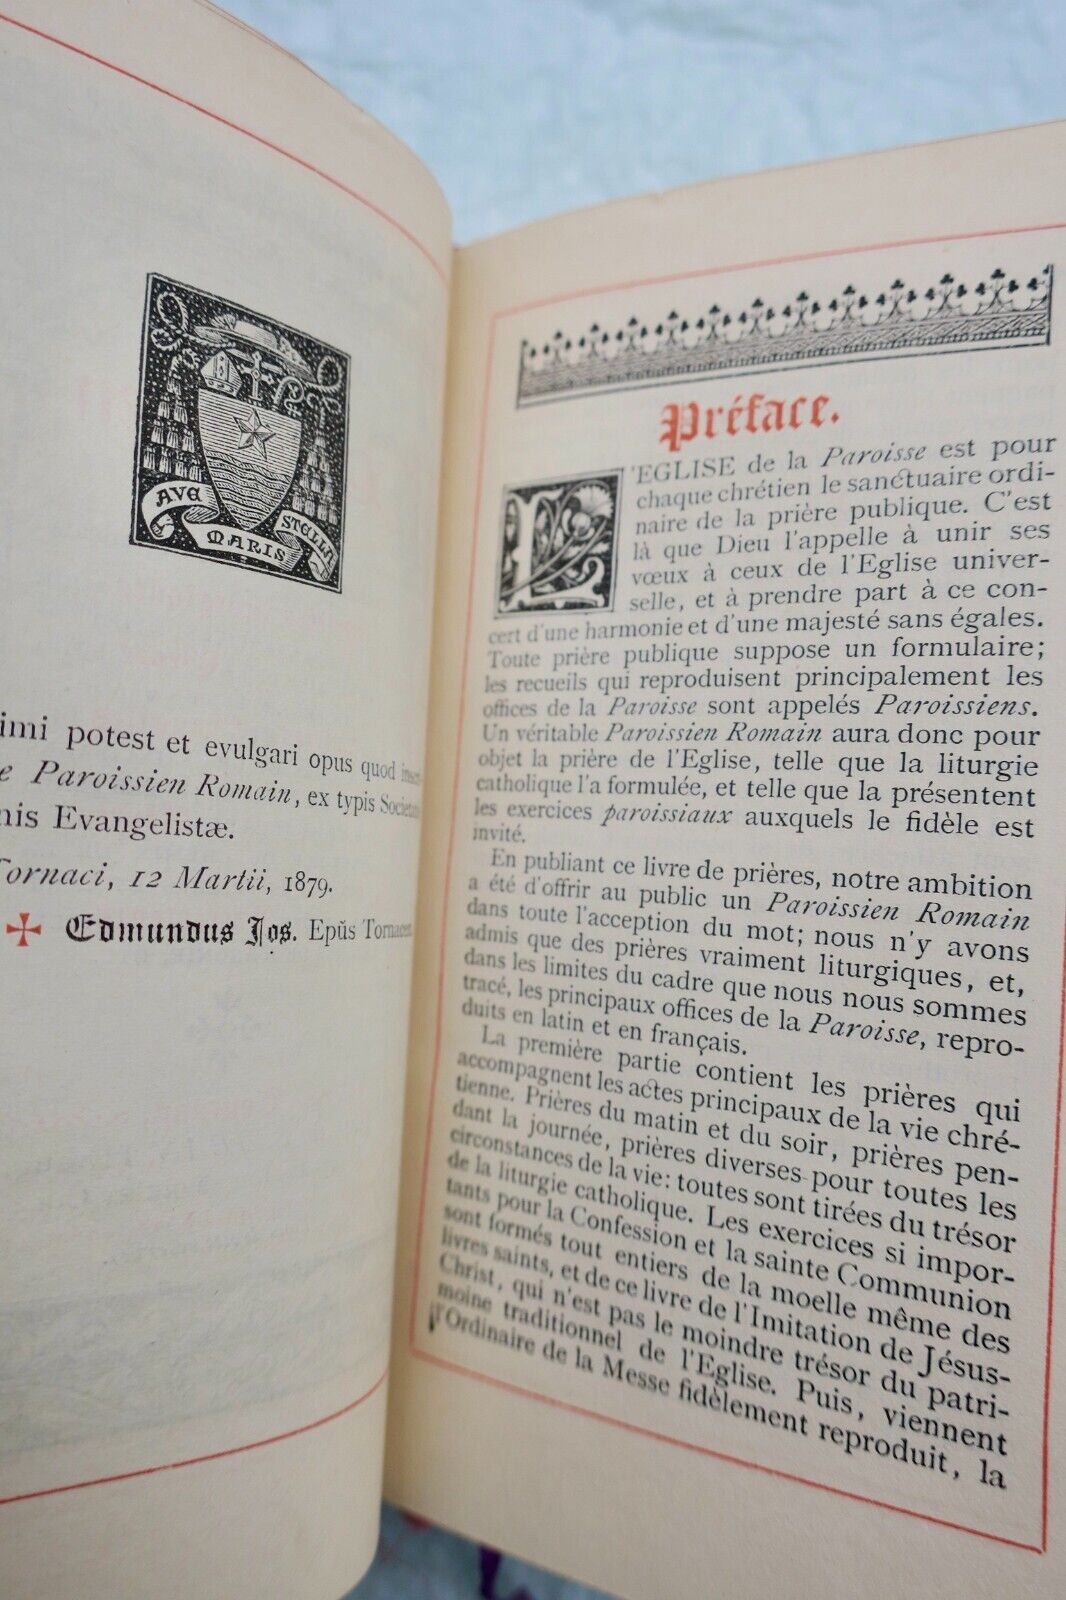 AVE
MARIS
STELLA
imi potest et evulgari opus quod
e Paroissien Romain, ex typis
nis Evangelistæ.
ornaci, 12 Martii, 1879.
Edmundus Jos. Epūs Tornacen
Préface.
L'EGLISE de la Paroisse est pour
chaque chrétien le sanctuaire ordi-
naire de la prière publique. C'est
là que Dieu l'appelle à unir ses
vœux à ceux de l'Eglise univer-
selle, et à prendre part à ce con-
cert d'une harmonie et d'une majesté sans égales.
Toute prière publique suppose un formulaire;
les recueils qui reproduisent principalement les
offices de la Paroisse sont appelés Paroissiens.
Un véritable Paroissien Romain aura donc pour
objet la prière de l'Eglise, telle que la liturgie
catholique l'a formulée, et telle que la présentent
les exercices paroissiaux auxquels le fidèle est
invité.
En publiant ce livre de prières, notre ambition
a été d'offrir au public un Paroissien Romain
dans toute l'acception du mot; nous n'y avons
admis que des prières vraiment liturgiques, et,
dans les limites du cadre que nous nous sommes
tracé, les principaux offices de la Paroisse, repro-
duits en latin et en français.
La première partie contient les prières qui
accompagnent les actes principaux de la vie chré-
tienne. Prières du matin et du soir, prières pen-
dant la journée, prières diverses pour toutes les
circonstances de la vie: toutes sont tirées du trésor
de la liturgie catholique. Les exercices si impor-
tants pour la Confession et la sainte Communion
sont formés tout entiers de la moelle même des
livres saints, et de ce livre de l'Imitation de Jésus-
Christ, qui n'est pas le moindre trésor du patri-
moine traditionnel de l'Eglise. Puis, viennent
l'Ordinaire de la Messe fidèlement reproduit, la